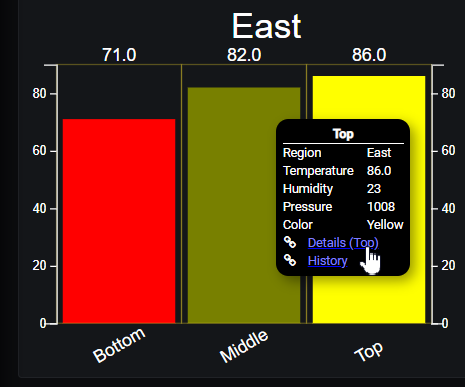 East
71.0 82.0 86.0
80 80
60 60
40 40
20 20
0 0
Top
Region East
Temperature 86.0
Humidity 23
Pressure 1008
Color Yellow
Details (Top)
History
Bottom Middle Top